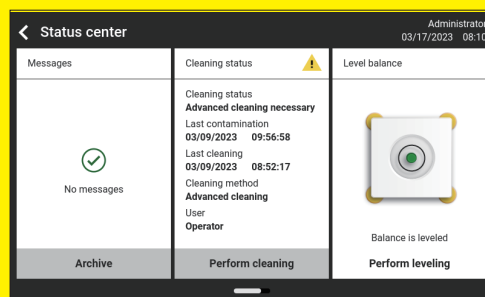 Status center
Administrator
03/17/2023 08:10
Messages
No messages
Archive
Cleaning status
Cleaning status
Advanced cleaning necessary
Last contamination
03/09/2023 09:56:58
Last cleaning
03/09/2023 08:52:17
Cleaning method
Advanced cleaning
User
Operator
Perform cleaning
Level balance
Balance is leveled
Perform leveling